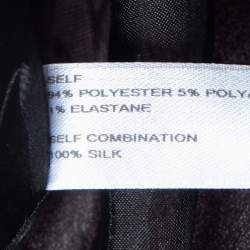 SELF
94% POLYESTER 5% POLYA
1% ELASTANE
SELF COMBINATION
100% SILK